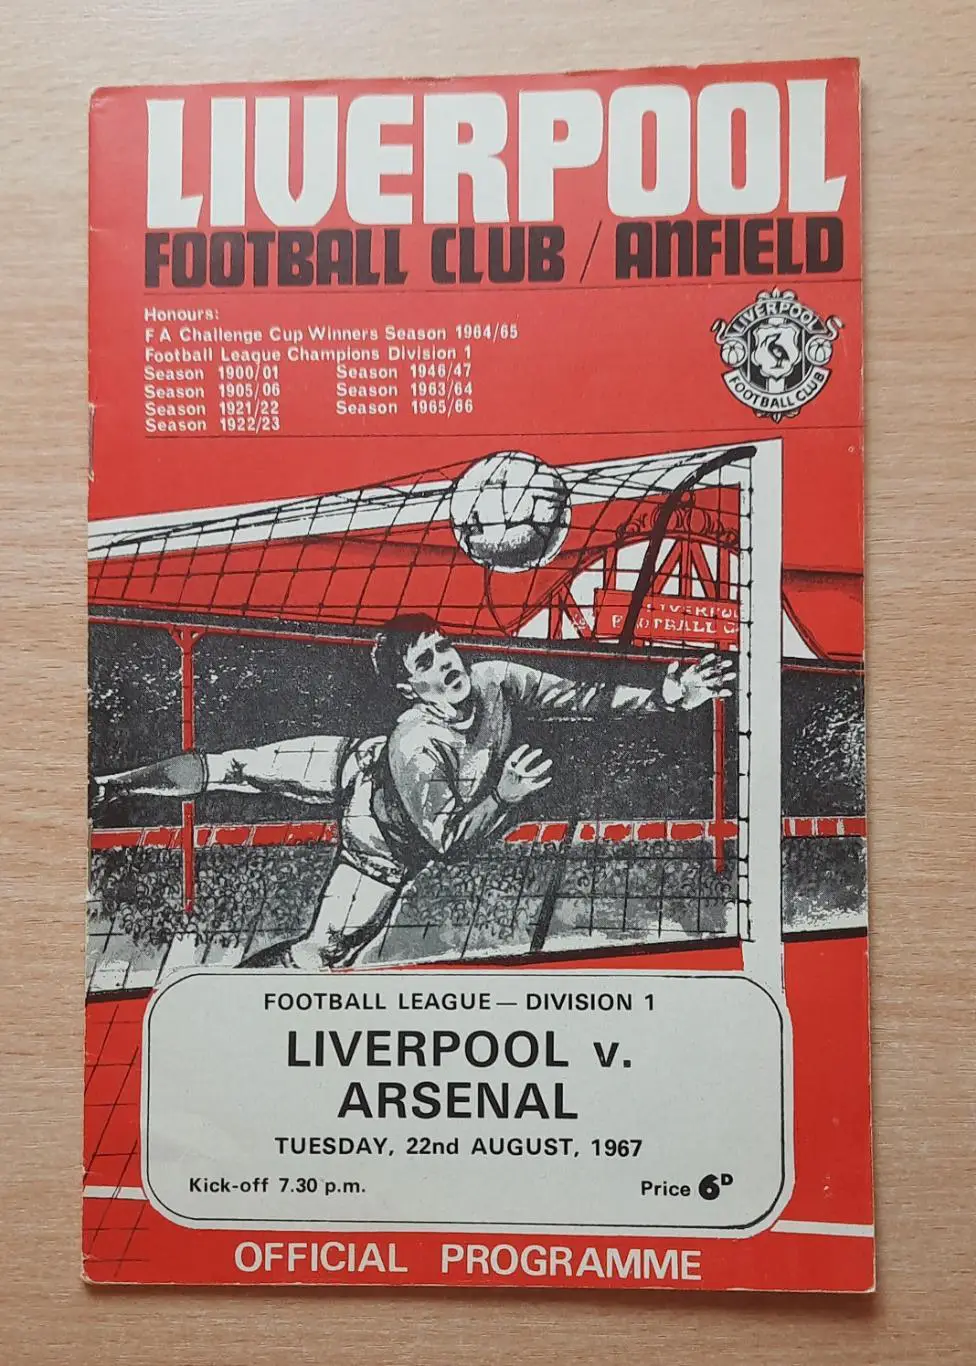 LIVERPOOL
FOOTBALL CLUB / ANFIELD
Honours:
F A Challenge Cup Winners Season 1964/65
Football League Champions Division 1
Season 1900/01 Season 1946/47
Season 1905/06 Season 1963/64
Season 1921/22 Season 1965/66
Season 1922/23
LIVERPOOL
FOOTBALL CLUB
LIVERPOOL
FOOTBALL C
FOOTBALL LEAGUE — DIVISION 1
LIVERPOOL v.
ARSENAL
TUESDAY, 22nd AUGUST, 1967
Kick-off 7.30 p.m. Price 6D
OFFICIAL PROGRAMME